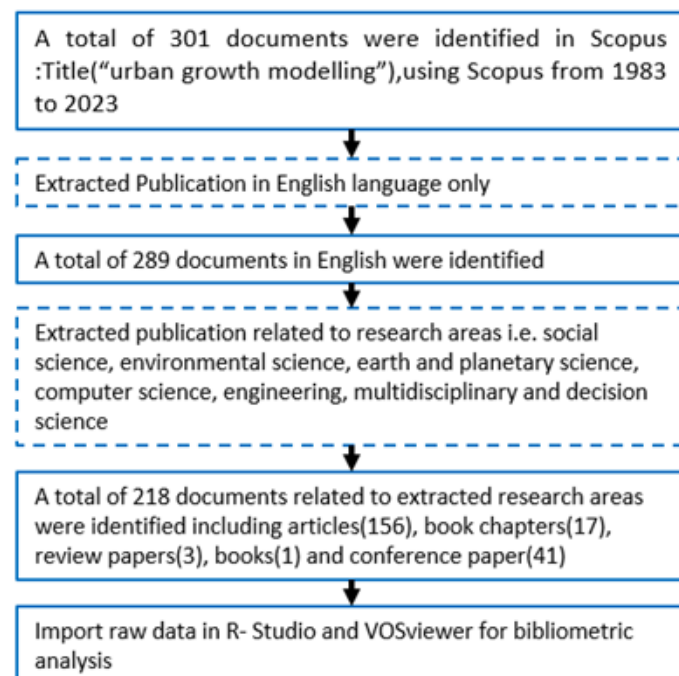 A total of 301 documents were identified in Scopus
:Title(“urban growth modelling”),using Scopus from 1983
to 2023
Extracted Publication in English language only
A total of 289 documents in English were identified
Extracted publication related to research areas i.e. social
science, environmental science, earth and planetary science,
computer science, engineering, multidisciplinary and decision
science
A total of 218 documents related to extracted research areas
were identified including articles(156), book chapters(17),
review papers(3), books(1) and conference paper(41)
Import raw data in R- Studio and VOSviewer for bibliometric
analysis